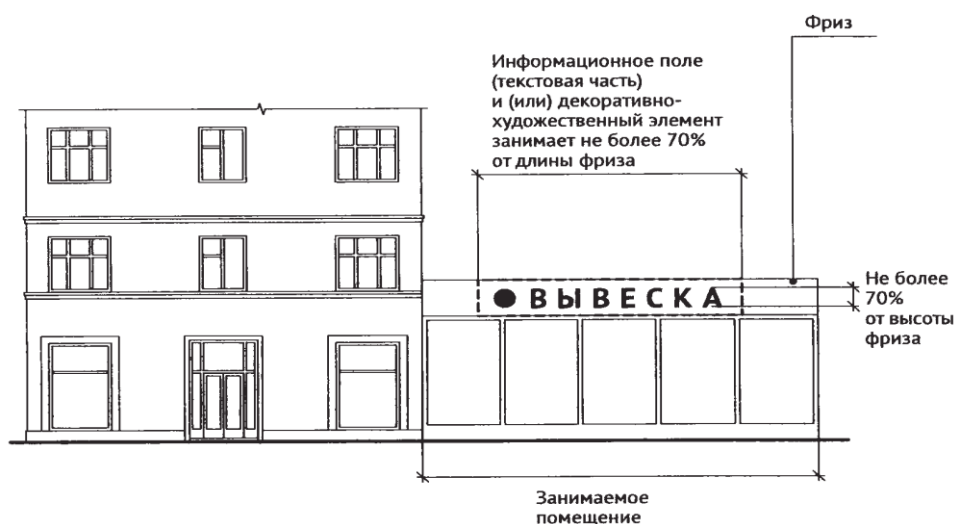 Фриз
Информационное поле
(текстовая часть)
и (или) декоративно-
художественный элемент
занимает не более 70%
от длины фриза
Не более
70%
от высоты
фриза
ВЫВЕСКА
Занимаемое
помещение